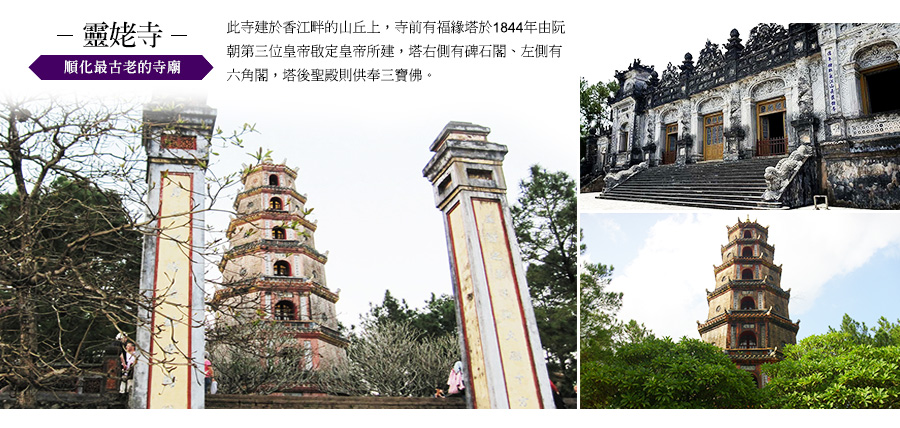 靈姥寺
順化最古老的寺廟
此寺建於香江畔的山丘上，寺前有福緣塔於1844年由阮
朝第三位皇帝啟定皇帝所建，塔右側有碑石閣、左側有
六角閣，塔後聖殿則供奉三寶佛。